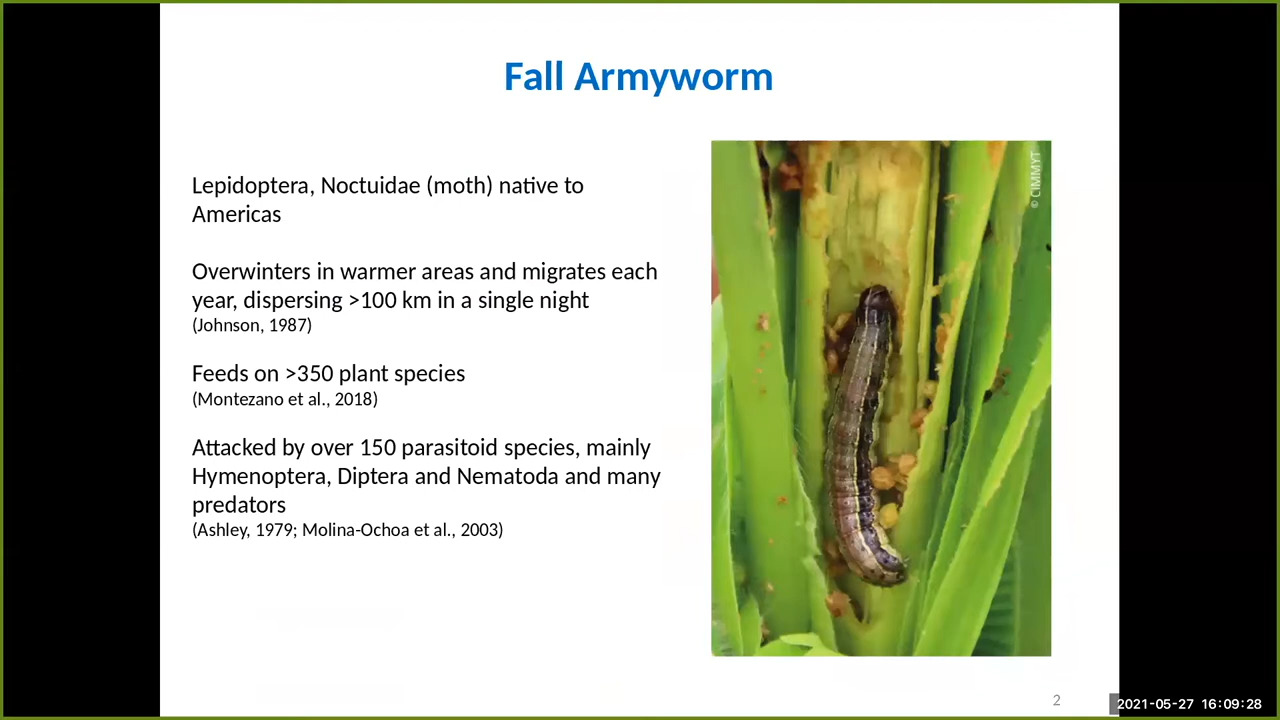 Fall Armyworm
Lepidoptera, Noctuidae (moth) native to
Americas
Overwinters in warmer areas and migrates each
year, dispersing >100 km in a single night
(Johnson, 1987)
Feeds on >350 plant species
(Montezano et al., 2018)
Attacked by over 150 parasitoid species, mainly
Hymenoptera, Diptera and Nematoda and many
predators
(Ashley, 1979; Molina-Ochoa et al., 2003)
© CIMMYT
2
2021-05-27 16:09:28